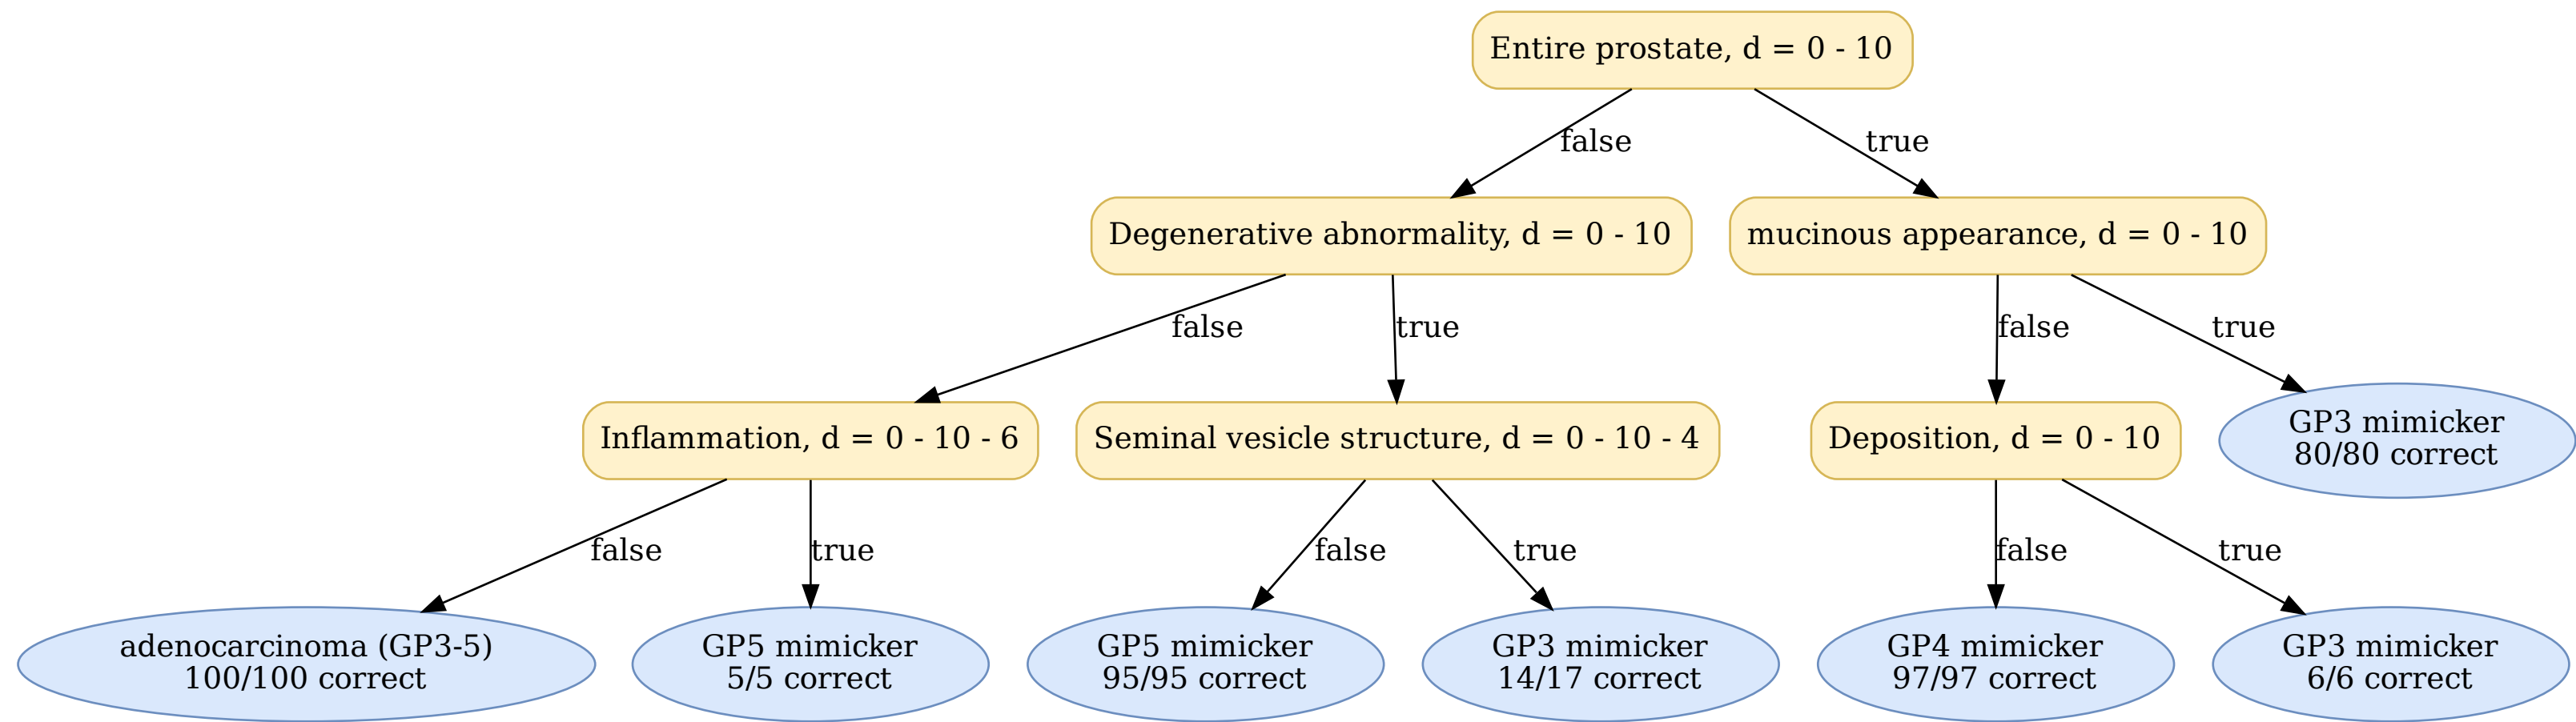 Entire prostate, d = 0 - 10
false
true
Degenerative abnormality, d = 0 - 10
mucinous appearance, d = 0 - 10
false
true
false
true
Inflammation, d = 0 - 10 - 6
Seminal vesicle structure, d = 0 - 10 - 4
Deposition, d = 0 - 10
GP3 mimicker
80/80 correct
false
true
false
true
false
true
adenocarcinoma (GP3-5)
100/100 correct
GP5 mimicker
5/5 correct
GP5 mimicker
95/95 correct
GP3 mimicker
14/17 correct
GP4 mimicker
97/97 correct
GP3 mimicker
6/6 correct